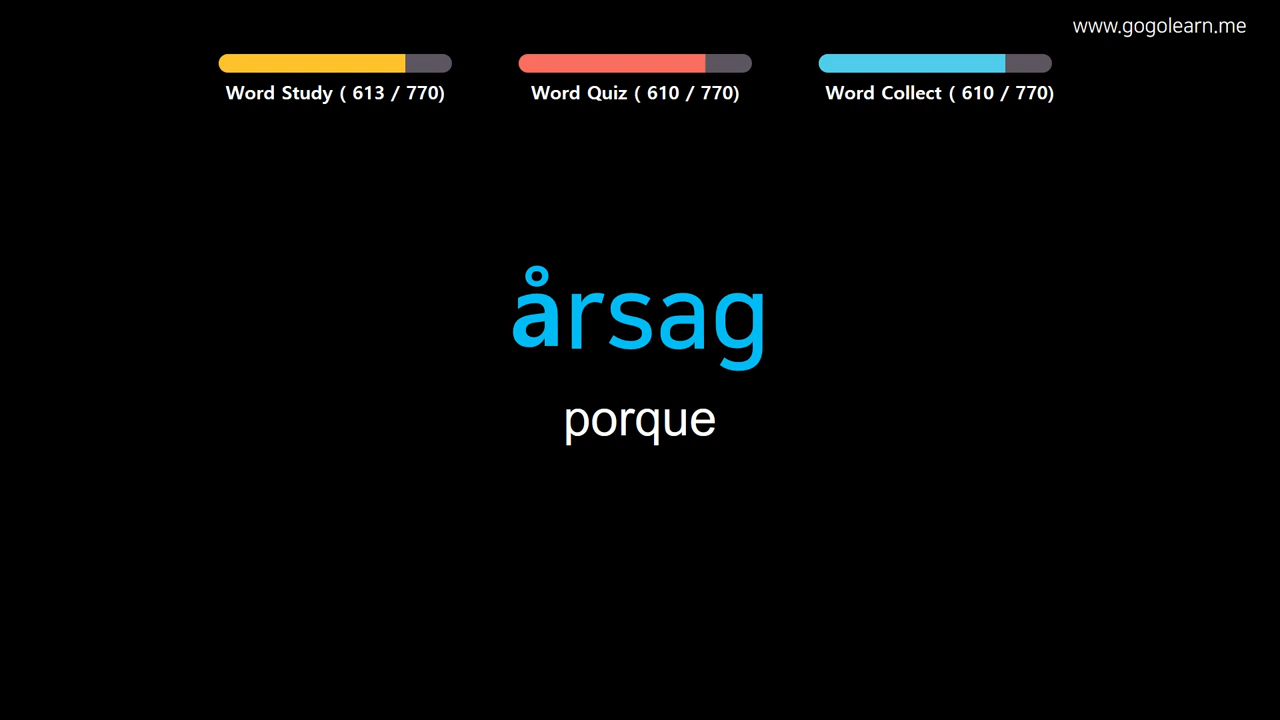 www.gogolearn.me
Word Study ( 613 / 770)
Word Quiz ( 610 / 770)
Word Collect ( 610 / 770)
årsag
porque